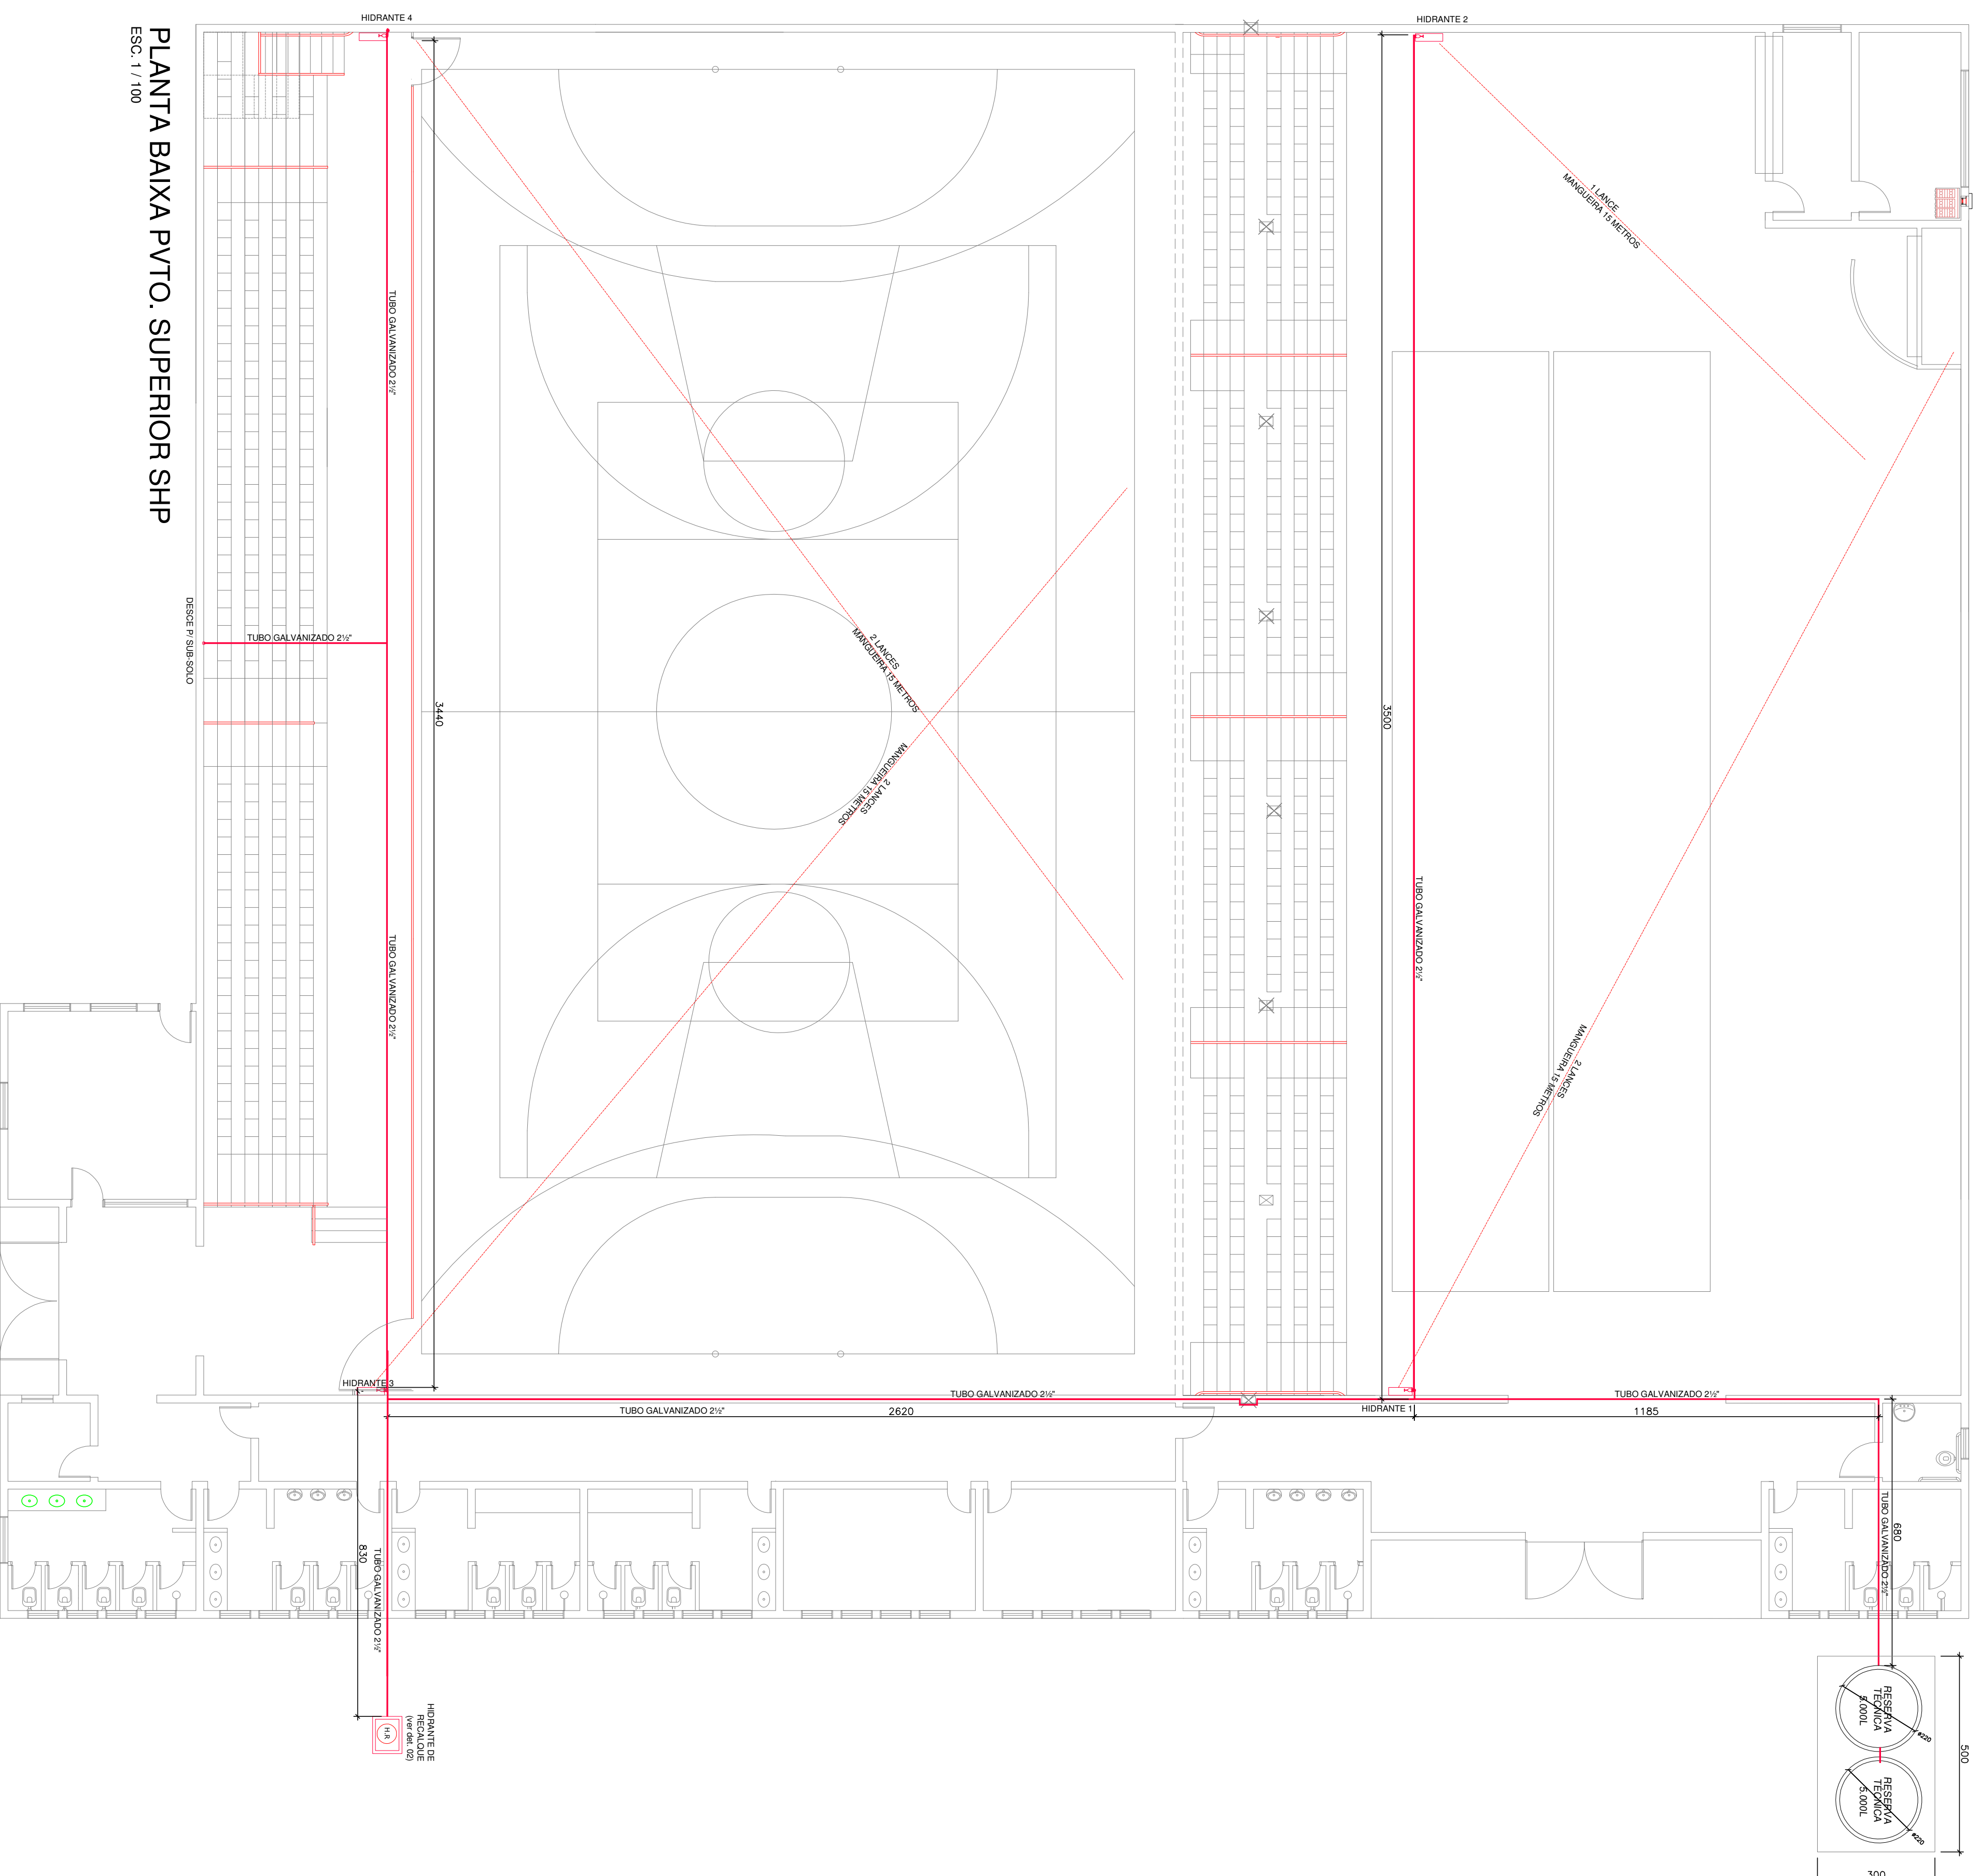 HIDRANTE 4
HIDRANTE 2
PLANTA BAIXA PVTO. SUPERIOR SHP
ESC. 1 / 100
1 LANCE
MANGUEIRA 15 METROS
TUBO GALVANIZADO 2½"
DESCE P/ SUB-SOLO
TUBO GALVANIZADO 2½"
3440
2 LANCES
MANGUEIRA 15 METROS
2 LANCES
MANGUEIRA 15 METROS
3500
TUBO GALVANIZADO 2½"
TUBO GALVANIZADO 2½"
2 LANCES
MANGUEIRA 15 METROS
HIDRANTE 3
TUBO GALVANIZADO 2½"
TUBO GALVANIZADO 2½"
TUBO GALVANIZADO 2½"
2620
HIDRANTE 1
1185
830
TUBO GALVANIZADO 2½"
680
TUBO GALVANIZADO 2½"
HIDRANTE DE
RECALQUE
(ver det. 02)
H.R
RESERVA
TÉCNICA
5.000L
ø220
RESERVA
TÉCNICA
5.000L
ø220
500
300